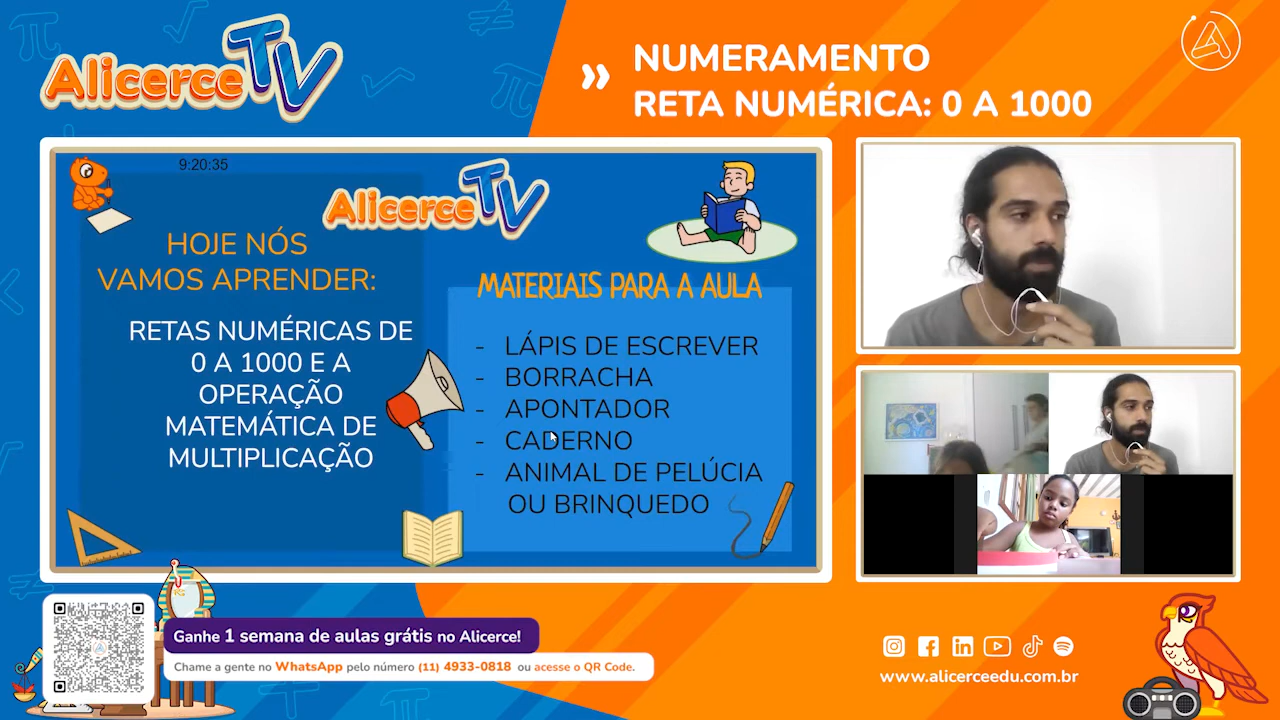 AlicerceTV
NUMERAMENTO
RETA NUMÉRICA: 0 A 1000
9:20:35
AlicerceTV
HOJE NÓS
VAMOS APRENDER:
RETAS NUMÉRICAS DE
0 A 1000 E A
OPERAÇÃO
MATEMÁTICA DE
MULTIPLICAÇÃO
MATERIAIS PARA A AULA
- LÁPIS DE ESCREVER
- BORRACHA
- APONTADOR
- CADERNO
- ANIMAL DE PELÚCIA
OU BRINQUEDO
Ganhe 1 semana de aulas grátis no Alicerce!
Chame a gente no WhatsApp pelo número (11) 4933-0818 ou acesse o QR Code.
www.alicerceedu.com.br